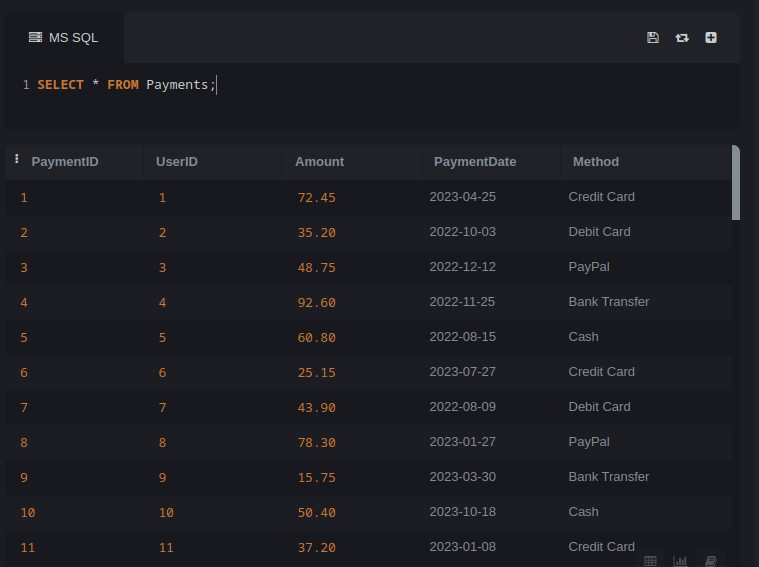 MS SQL
1 SELECT * FROM Payments;
PaymentID UserID Amount PaymentDate Method
1 1 72.45 2023-04-25 Credit Card
2 2 35.20 2022-10-03 Debit Card
3 3 48.75 2022-12-12 PayPal
4 4 92.60 2022-11-25 Bank Transfer
5 5 60.80 2022-08-15 Cash
6 6 25.15 2023-07-27 Credit Card
7 7 43.90 2022-08-09 Debit Card
8 8 78.30 2023-01-27 PayPal
9 9 15.75 2023-03-30 Bank Transfer
10 10 50.40 2023-10-18 Cash
11 11 37.20 2023-01-08 Credit Card